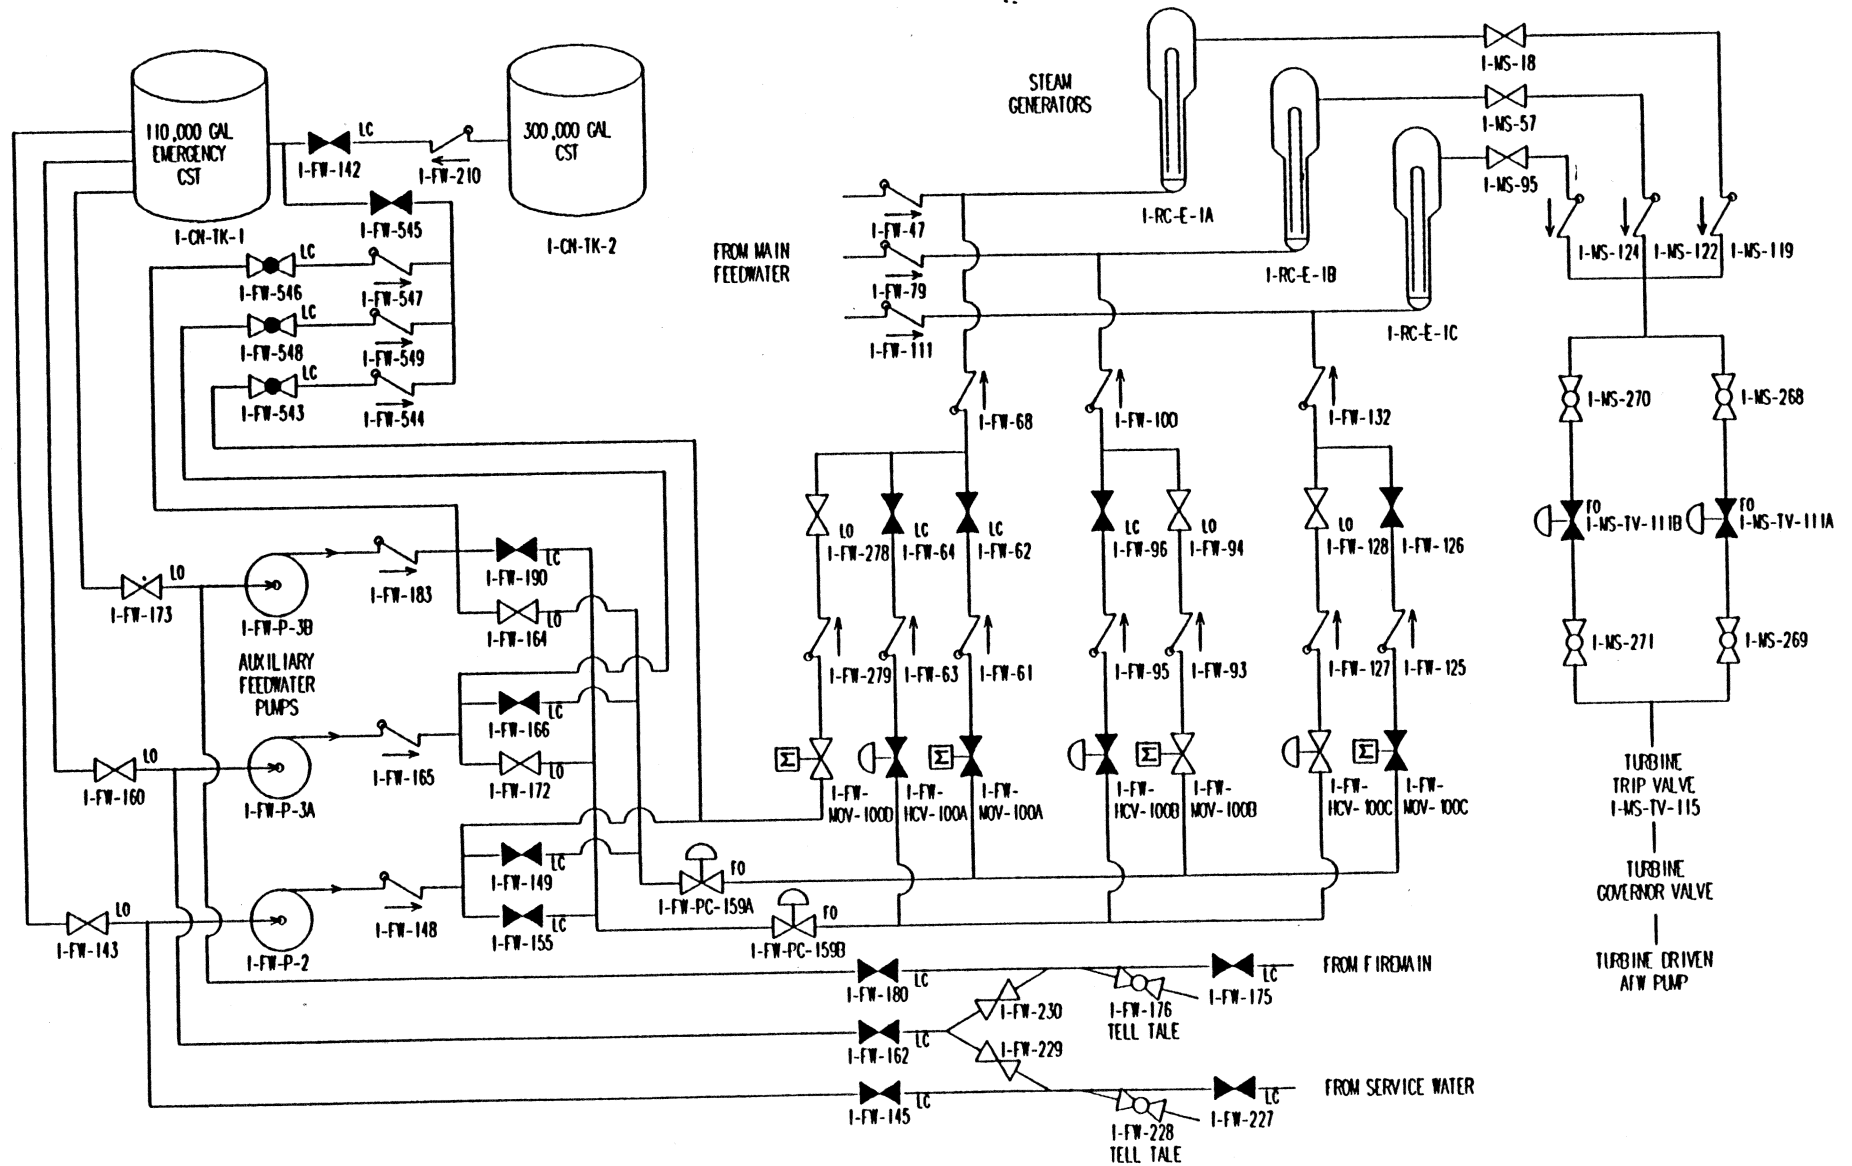 STEAM
GENERATORS
110,000 GAL
EMERGENCY
CST
LC
1-FW-142
1-FW-210
300,000 GAL
CST
1-CN-TK-1
1-CN-TK-2
1-FW-545
LC
1-FW-546
1-FW-547
LC
1-FW-548
1-FW-549
LC
1-FW-543
1-FW-544
FROM MAIN
FEEDWATER
1-FW-47
1-FW-79
1-FW-111
1-RC-E-1A
1-RC-E-1B
1-RC-E-1C
1-MS-18
1-MS-57
1-MS-95
1-MS-124
1-MS-122
1-MS-119
1-MS-270
1-MS-268
FO
1-MS-TV-111B
FO
1-MS-TV-111A
1-MS-271
1-MS-269
TURBINE
TRIP VALVE
1-MS-TV-115
TURBINE
GOVERNOR VALVE
TURBINE DRIVEN
AFW PUMP
1-FW-68
1-FW-100
1-FW-132
LO
1-FW-278
LC
1-FW-64
LC
1-FW-62
LC
1-FW-96
LO
1-FW-94
LO
1-FW-128
1-FW-126
1-FW-279
1-FW-63
1-FW-61
1-FW-95
1-FW-93
1-FW-127
1-FW-125
Σ
Σ
Σ
Σ
1-FW-
MOV-100D
1-FW-
HCV-100A
1-FW-
MOV-100A
1-FW-
HCV-100B
1-FW-
MOV-100B
1-FW-
HCV-100C
1-FW-
MOV-100C
LO
1-FW-173
1-FW-P-3B
1-FW-183
LC
1-FW-190
LO
1-FW-164
AUXILIARY
FEEDWATER
PUMPS
LO
1-FW-160
1-FW-P-3A
1-FW-165
1-FW-166
LC
1-FW-172
LO
LO
1-FW-143
1-FW-P-2
1-FW-148
1-FW-149
LC
1-FW-155
LC
FO
1-FW-PC-159A
FO
1-FW-PC-159B
1-FW-180
LC
1-FW-230
1-FW-176
TELL TALE
LC
1-FW-175
FROM FIREMAIN
1-FW-162
LC
1-FW-229
1-FW-145
LC
1-FW-228
TELL TALE
LC
1-FW-227
FROM SERVICE WATER